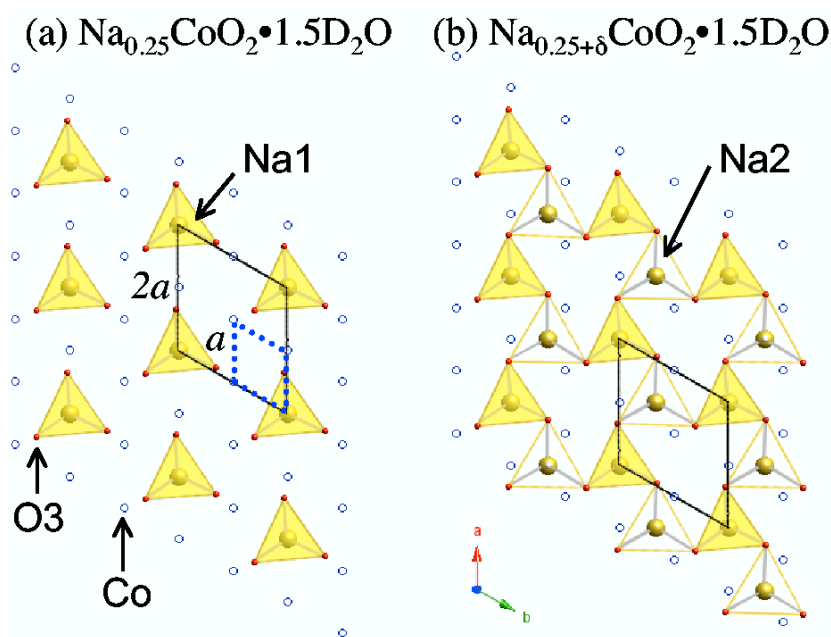 (a) Na₀.₂₅CoO₂•1.5D₂O
(b) Na₀.₂₅₊δCoO₂•1.5D₂O
Na1
Na2
2a
a
O3
Co
a
b